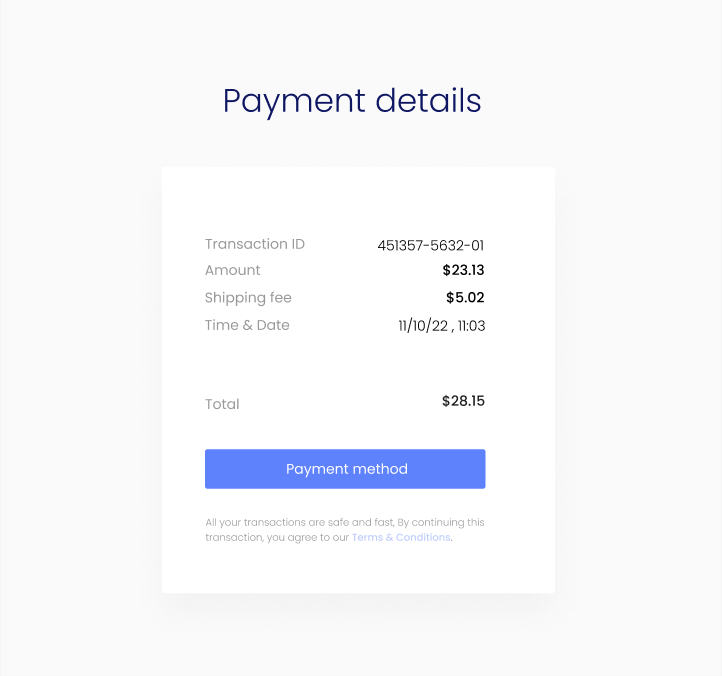 Payment details
Transaction ID 451357-5632-01
Amount $23.13
Shipping fee $5.02
Time & Date 11/10/22 , 11:03
Total $28.15
Payment method
All your transactions are safe and fast, By continuing this
transaction, you agree to our Terms & Conditions.